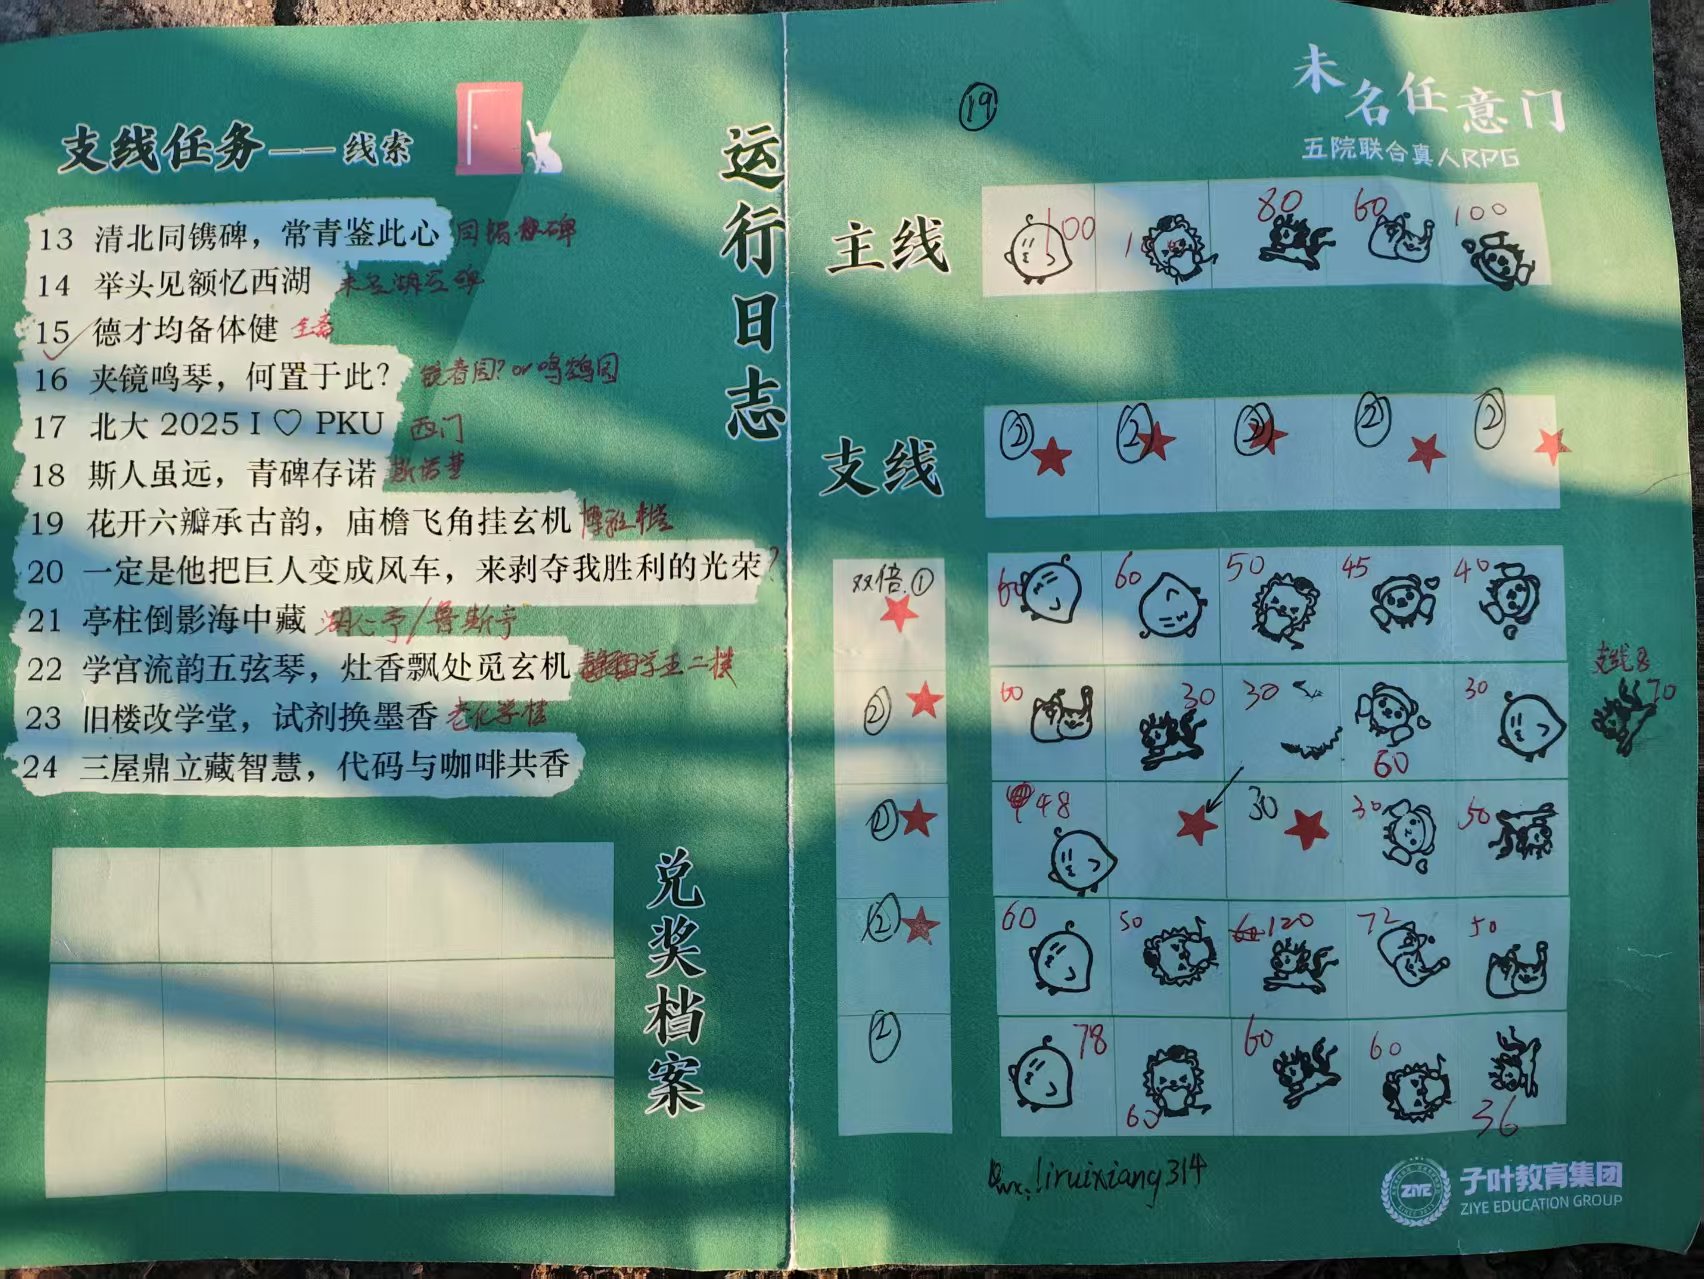 支线任务——线索
13 清北同镌碑，常青鉴此心
14 举头见额忆西湖 未名湖石碑
15 德才均备体健 全斋
16 夹镜鸣琴，何置于此？ 镜春园？or 鸣鹤园
17 北大 2025 I ♡ PKU 西门
18 斯人虽远，青碑存诺 斯诺墓
19 花开六瓣承古韵，庙檐飞角挂玄机 博雅塔
20 一定是他把巨人变成风车，来剥夺我胜利的光荣？
21 亭柱倒影海中藏 湖心亭/鲁斯亭
22 学宫流韵五弦琴，灶香飘处觅玄机 学五二楼
23 旧楼改学堂，试剂换墨香 老化学楼
24 三屋鼎立藏智慧，代码与咖啡共香
兑奖档案
运行日志
⑲
未名任意门
五院联合真人RPG
主线
100 80 60 100
支线
② ② ② ② ②
双倍①
②
②
②
②
60 60 50 45 40
60 30 30 60 30
48 30 30 50
60 50 120 72 50
78 60 60 60 36
支线8
70
wx:liruixiang314
ZIYE
子叶教育集团
ZIYE EDUCATION GROUP